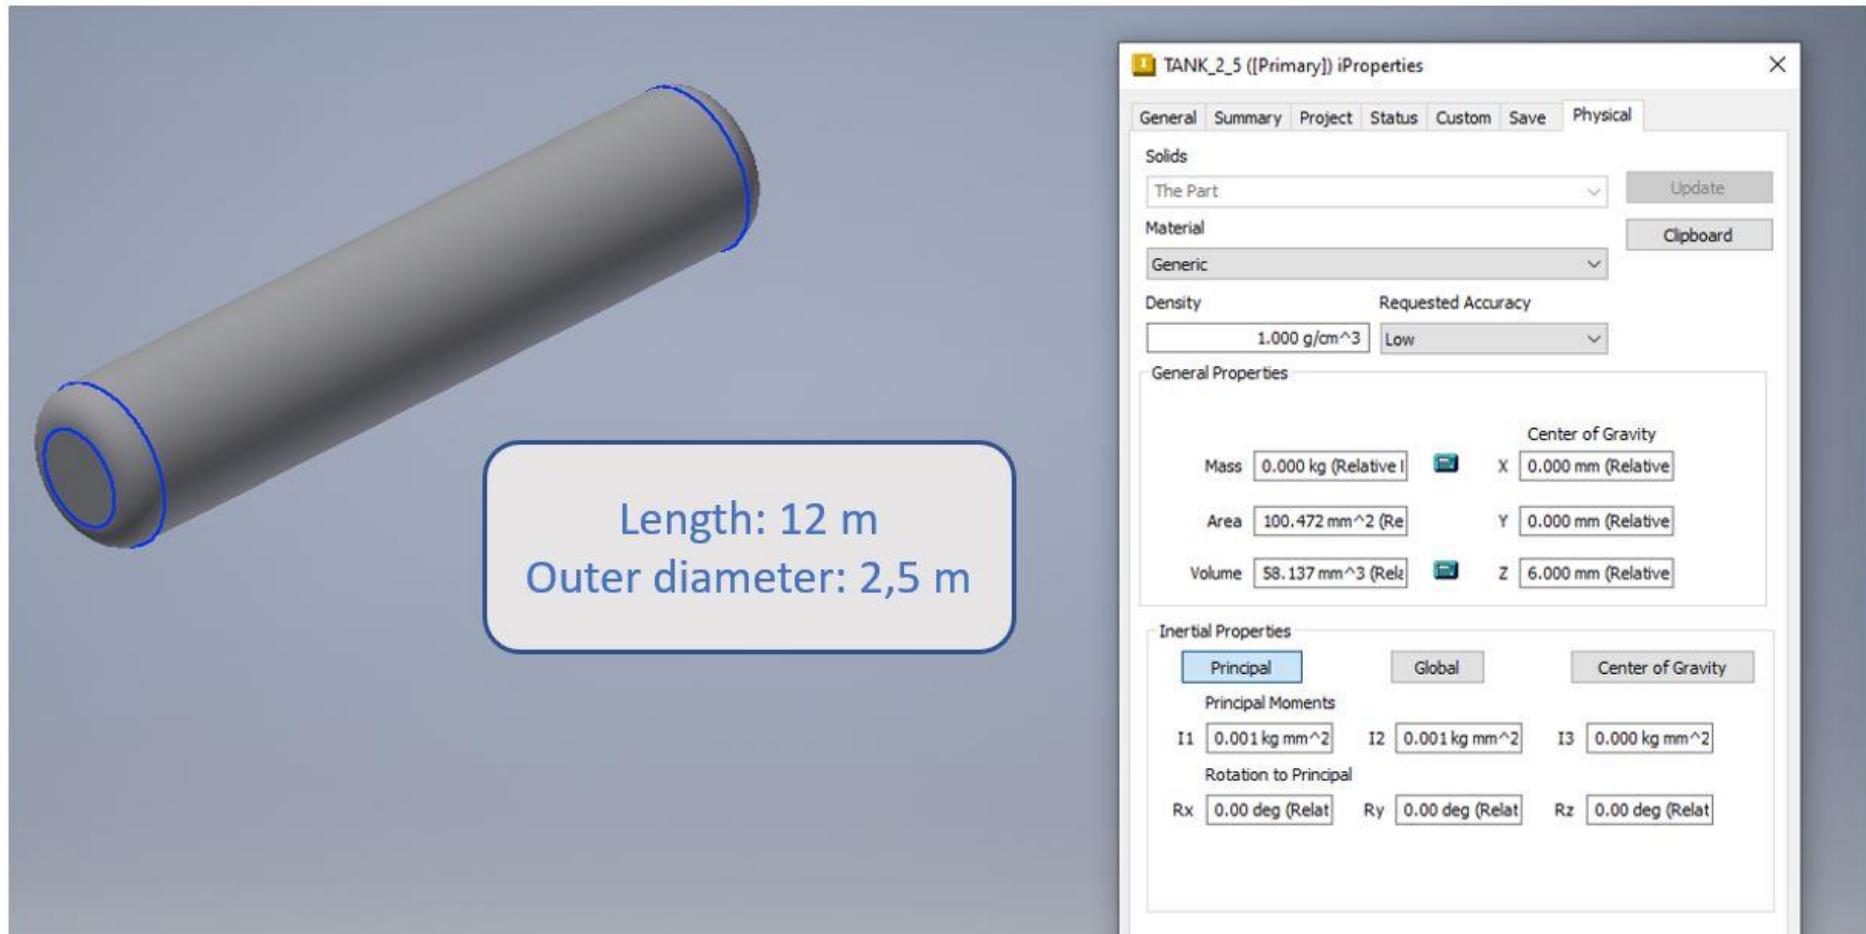 TANK_2_5 ([Primary]) iProperties
General Summary Project Status Custom Save Physical
Solids
The Part
Update
Material
Clipboard
Generic
Density Requested Accuracy
1.000 g/cm^3 Low
General Properties
Center of Gravity
Mass 0.000 kg (Relative X 0.000 mm (Relative
Area 100.472 mm^2 (Re Y 0.000 mm (Relative
Volume 58.137 mm^3 (Rela Z 6.000 mm (Relative
Length: 12 m
Outer diameter: 2,5 m
Inertial Properties
Principal Global Center of Gravity
Principal Moments
I1 0.001 kg mm^2 I2 0.001 kg mm^2 I3 0.000 kg mm^2
Rotation to Principal
Rx 0.00 deg (Relat Ry 0.00 deg (Relat Rz 0.00 deg (Relat